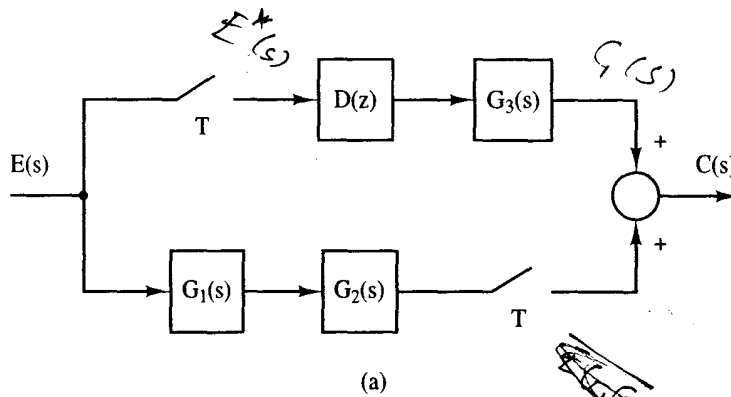 E*(s)
G(s)
D(z)
G₃(s)
T
+
E(s)
C(s)
+
G₁(s)
G₂(s)
T
(a)